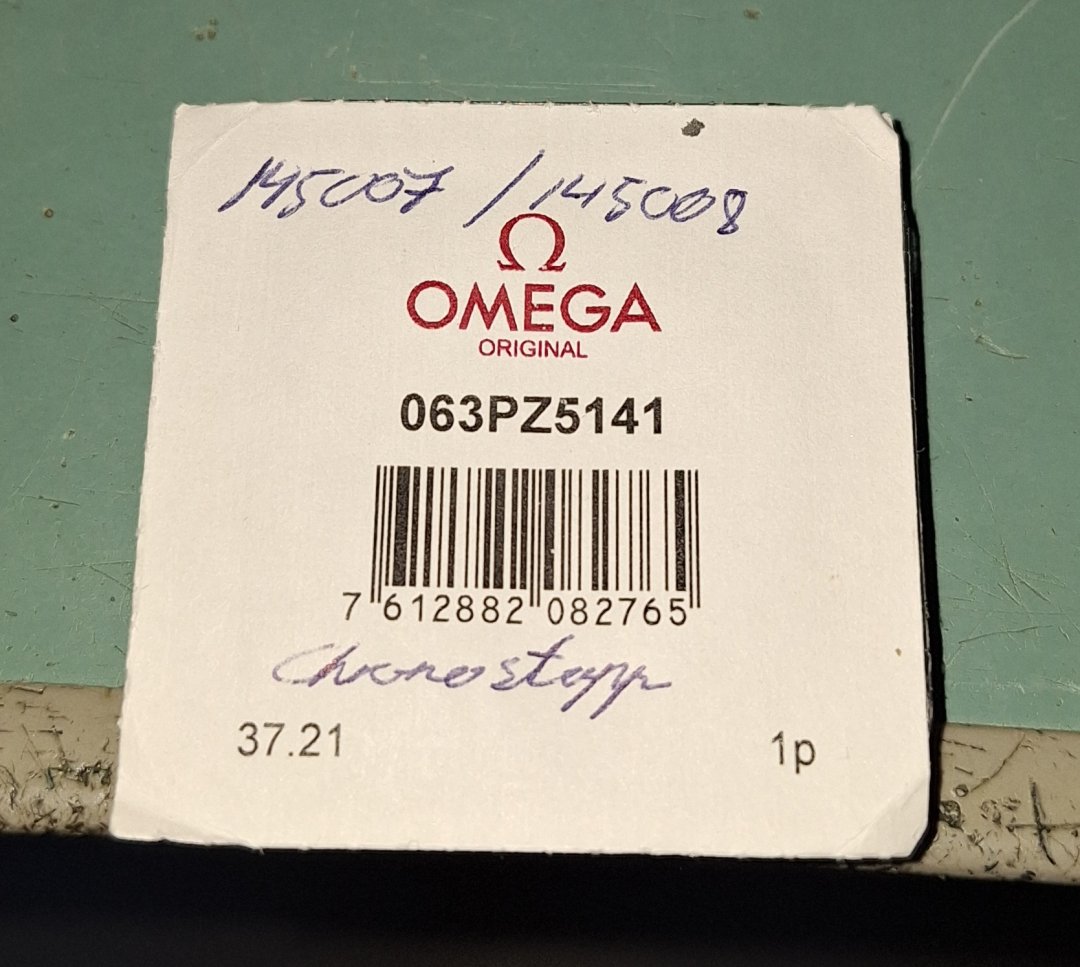 145007 / 145008
Ω
OMEGA
ORIGINAL
063PZ5141
7 612882 082765
Chronostopp
37.21 1p